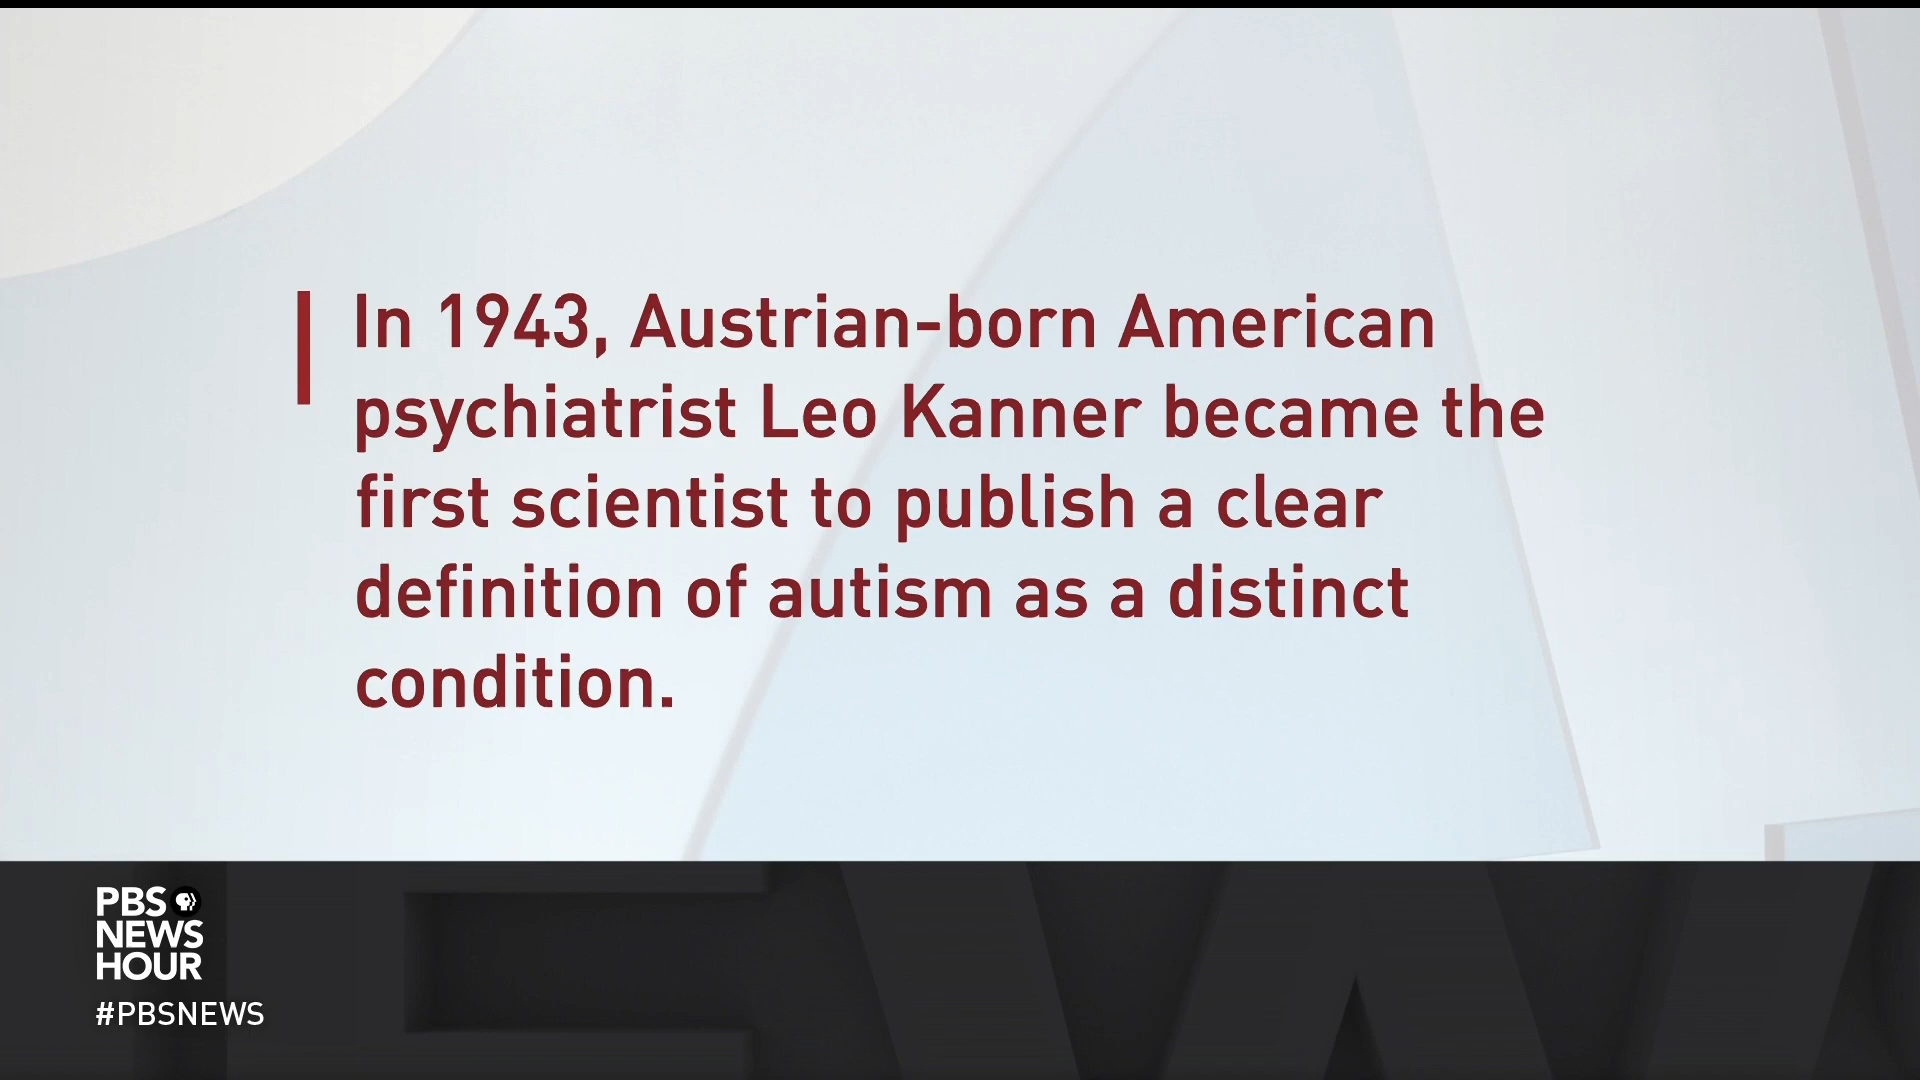 In 1943, Austrian-born American
psychiatrist Leo Kanner became the
first scientist to publish a clear
definition of autism as a distinct
condition.
PBS
NEWS
HOUR
#PBSNEWS